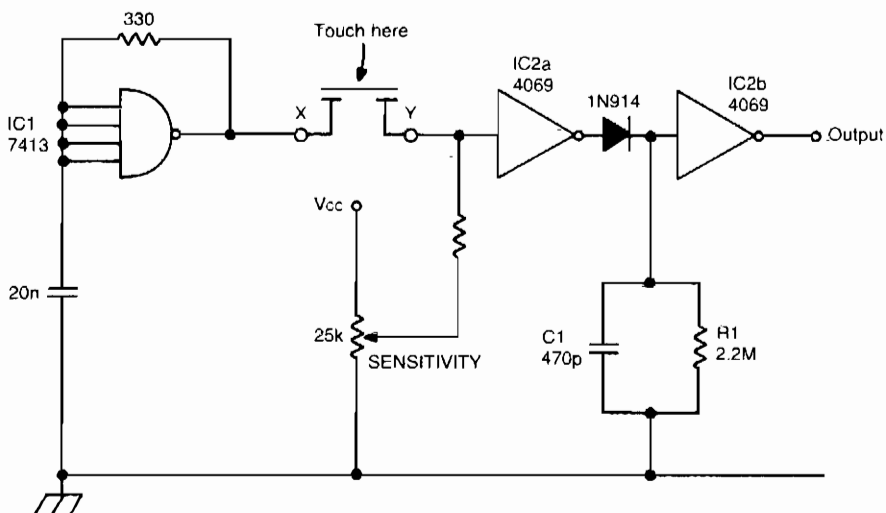 330
Touch here
IC1
7413
X
Y
IC2a
4069
1N914
IC2b
4069
Output
Vcc
20n
25k
SENSITIVITY
C1
470p
R1
2.2M